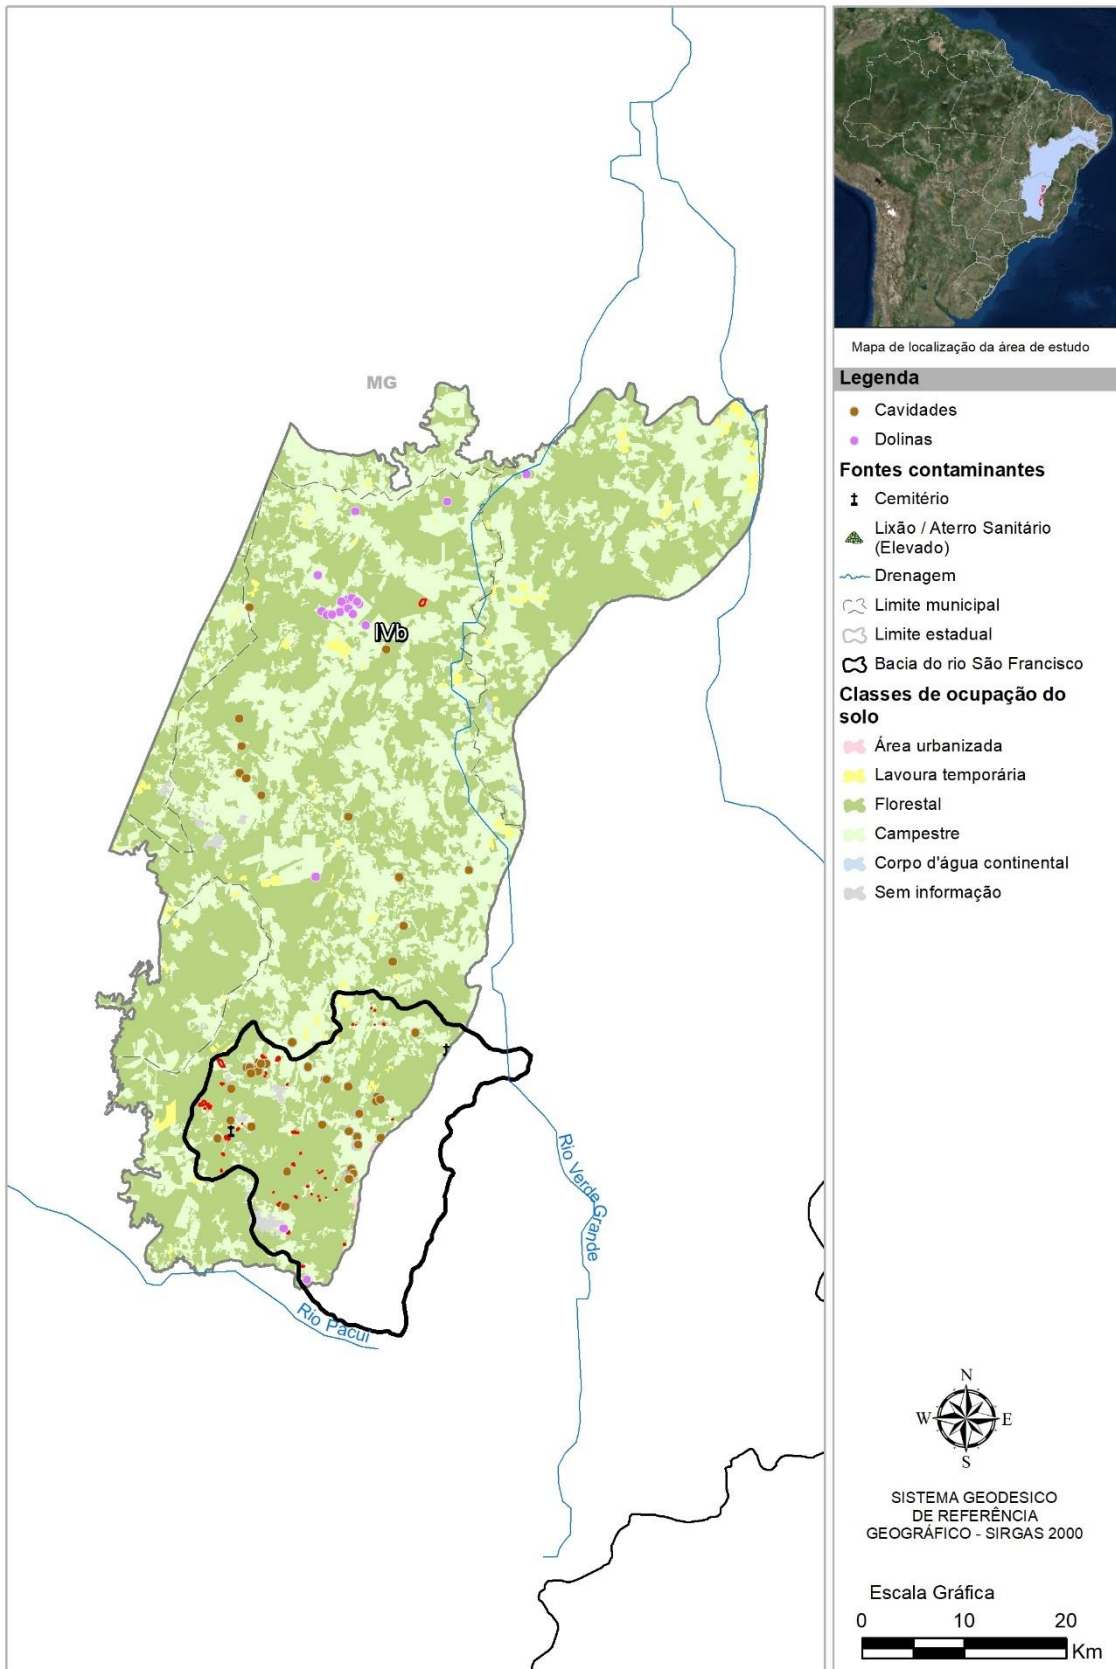 MG
IVb
Rio Verde Grande
Rio Pacuí
Mapa de localização da área de estudo
Legenda
Cavidades
Dolinas
Fontes contaminantes
Cemitério
Lixão / Aterro Sanitário
(Elevado)
Drenagem
Limite municipal
Limite estadual
Bacia do rio São Francisco
Classes de ocupação do
solo
Área urbanizada
Lavoura temporária
Florestal
Campestre
Corpo d'água continental
Sem informação
N
W E
S
SISTEMA GEODESICO
DE REFERÊNCIA
GEOGRÁFICO - SIRGAS 2000
Escala Gráfica
0 10 20
Km